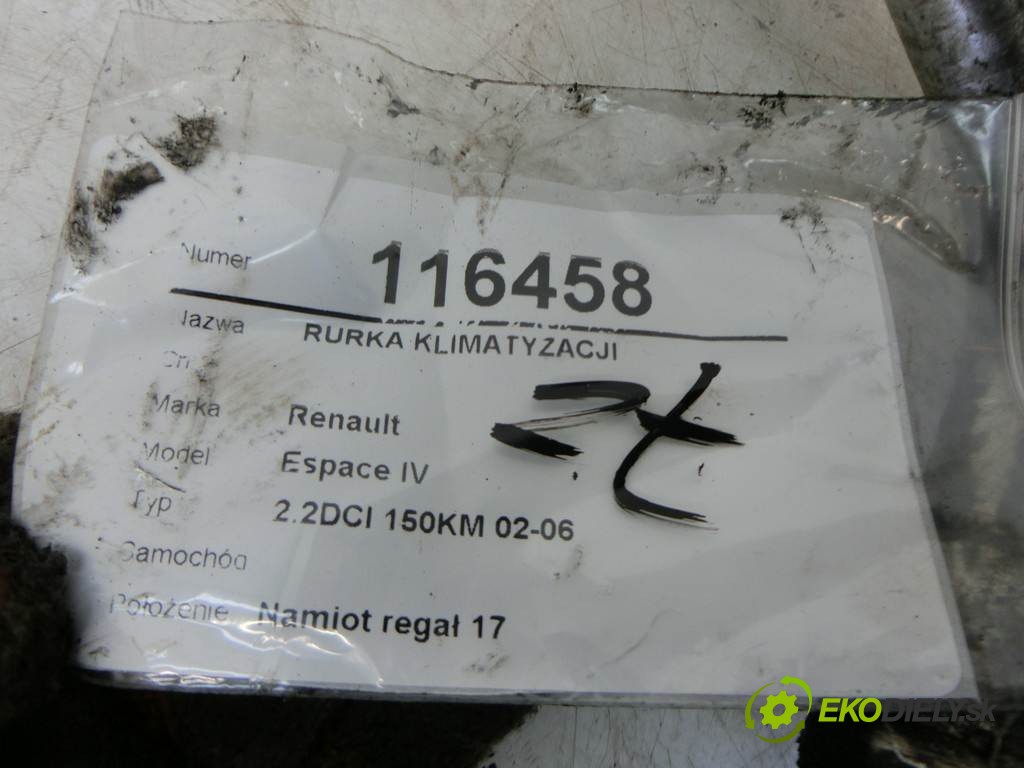 Numer 116458
Nazwa RURKA KLIMATYZACJI
Marka Renault
Model Espace IV
Typ 2.2DCI 150KM 02-06
Samochód
Położenie Namiot regał 17
EKODIELY.SK